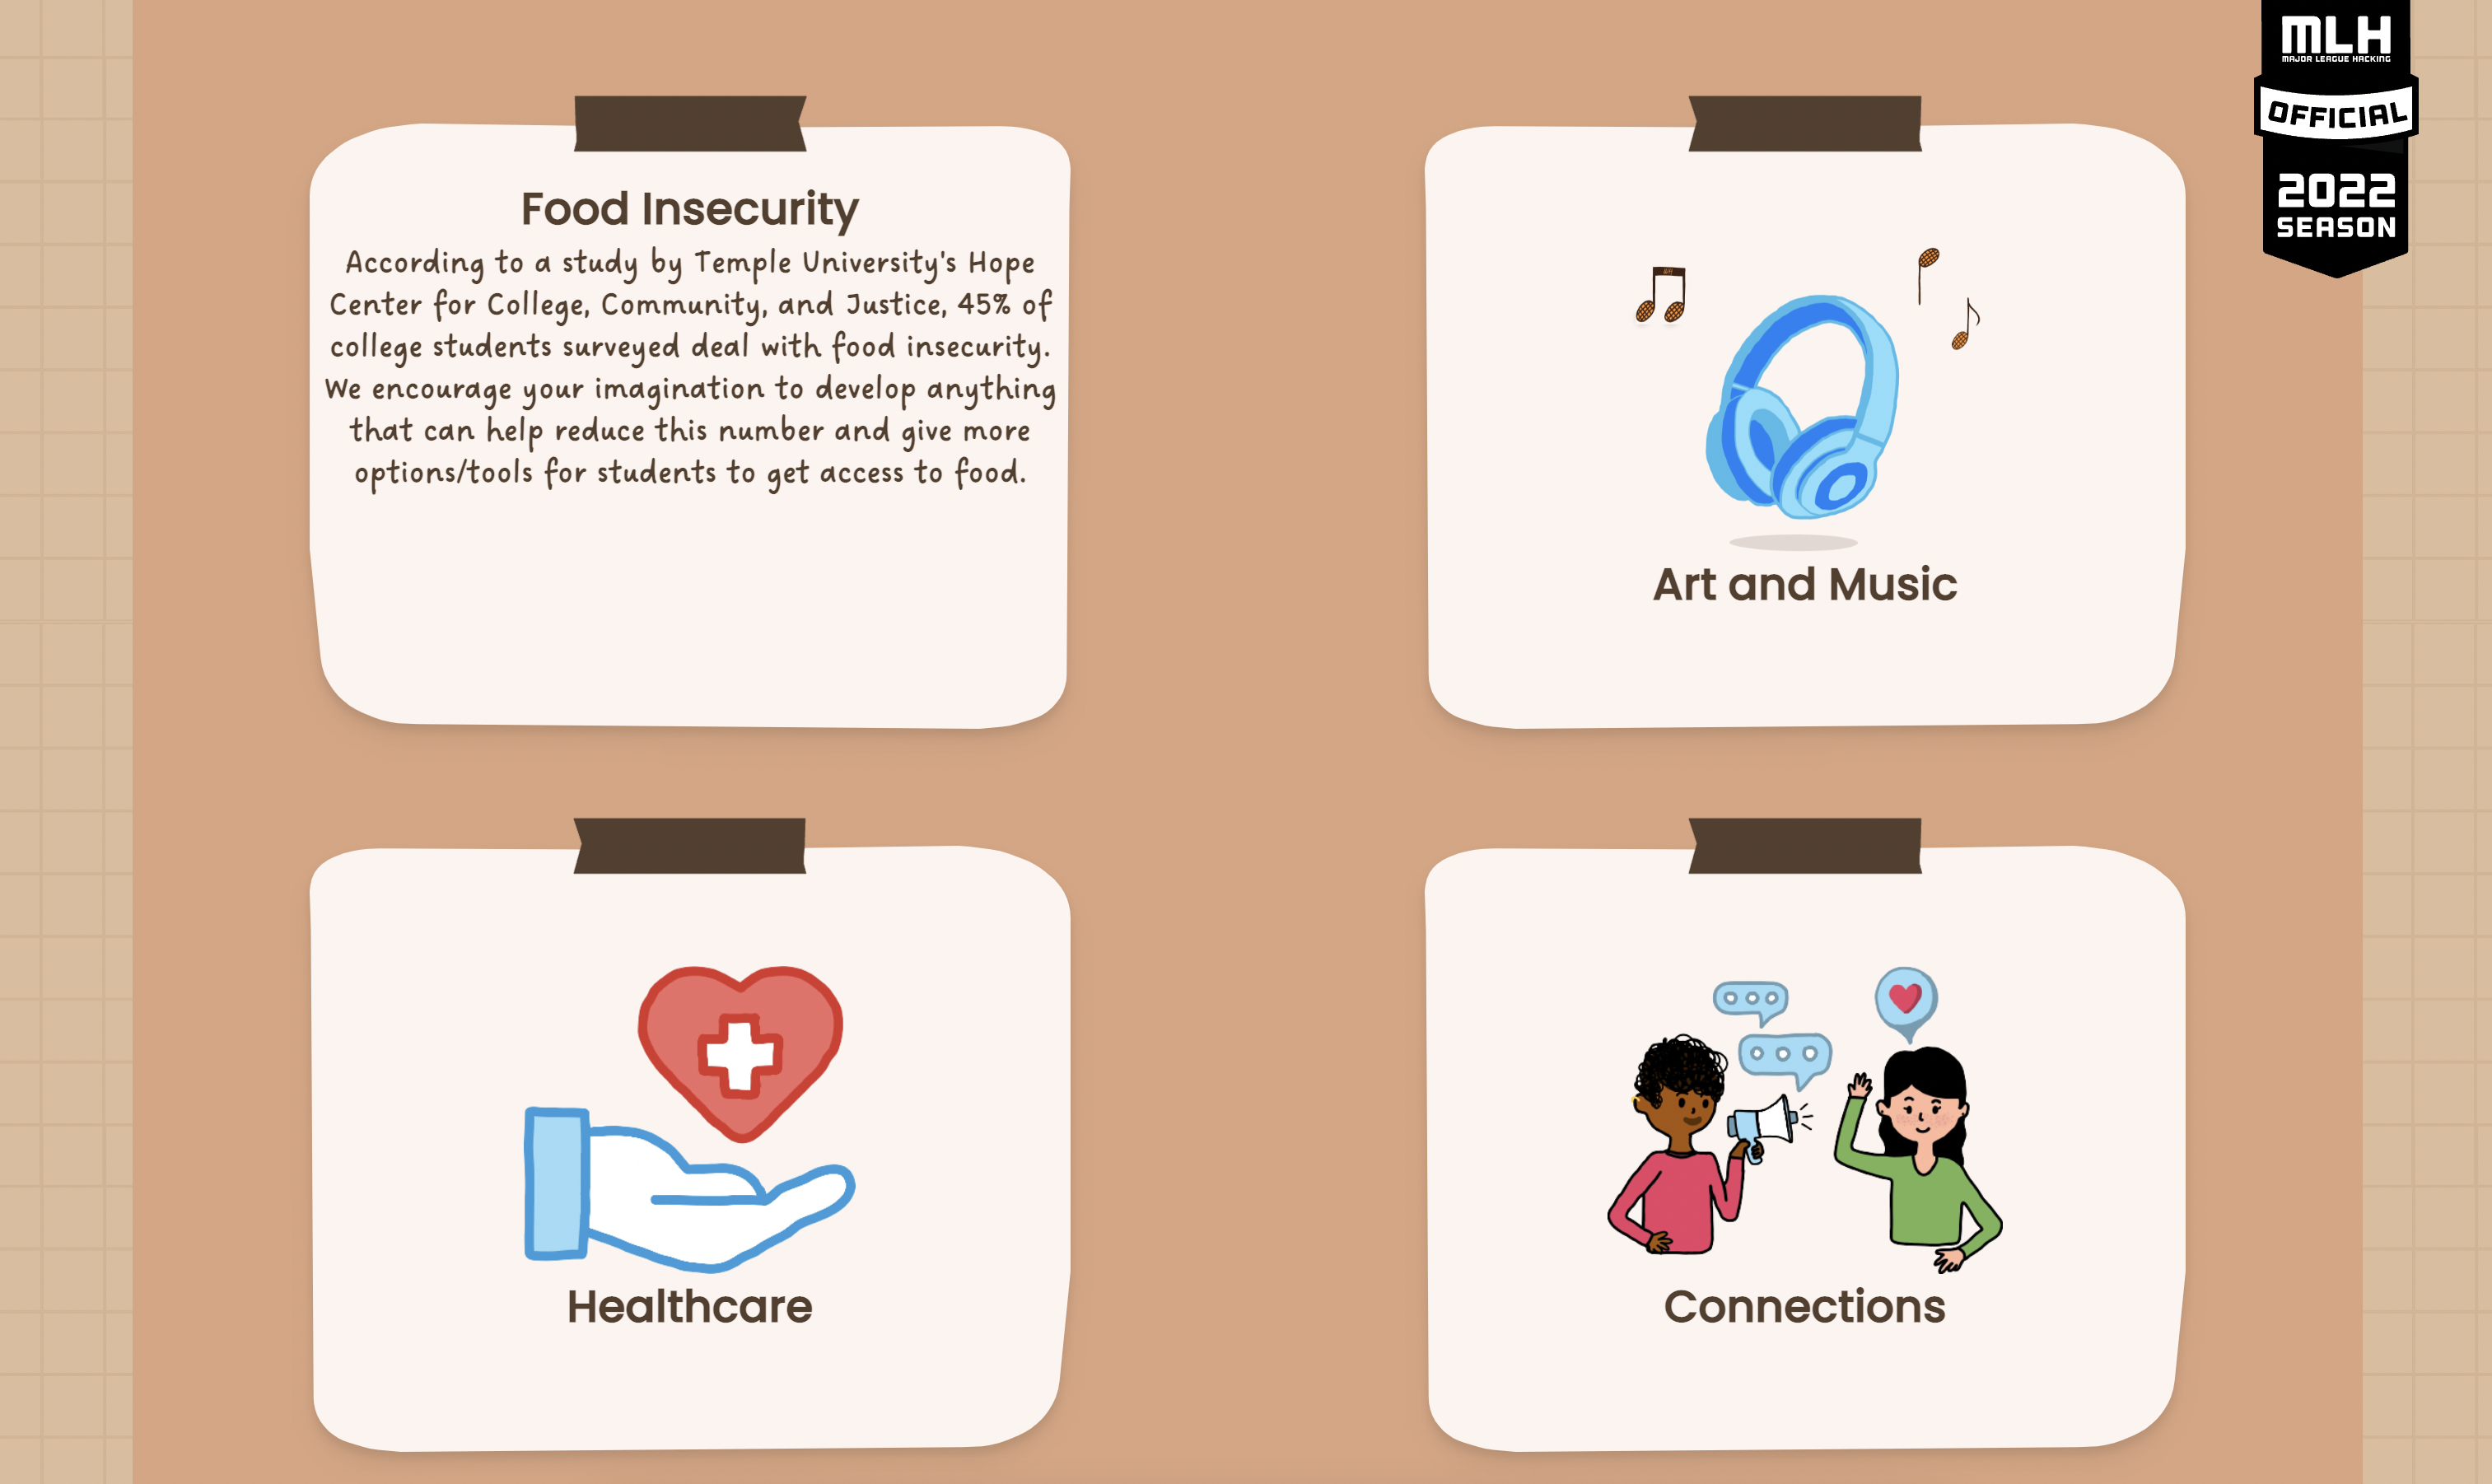 Food Insecurity
According to a study by Temple University's Hope
Center for College, Community, and Justice, 45% of
college students surveyed deal with food insecurity.
We encourage your imagination to develop anything
that can help reduce this number and give more
options/tools for students to get access to food.
Art and Music
Healthcare
Connections
MLH
MAJOR LEAGUE HACKING
OFFICIAL
2022
SEASON